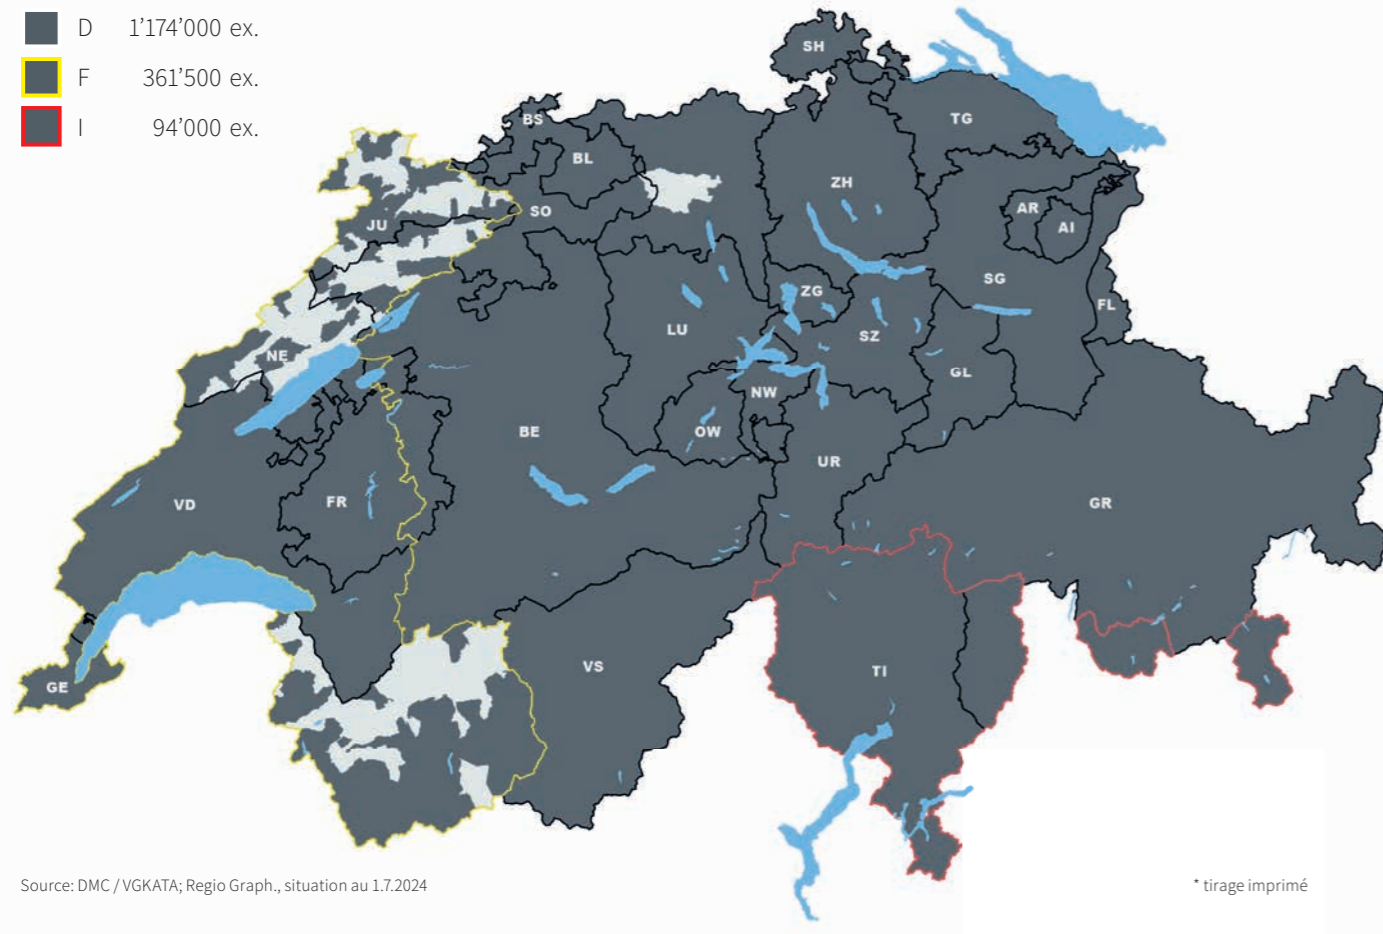 D 1'174'000 ex.
F 361'500 ex.
I 94'000 ex.
SH
BS
TG
BL
ZH
SO
AR
AI
JU
SG
ZG
FL
LU
SZ
NE
GL
NW
BE
OW
UR
FR
VD
GR
VS
TI
GE
Source: DMC / VGKATA; Regio Graph., situation au 1.7.2024
* tirage imprimé